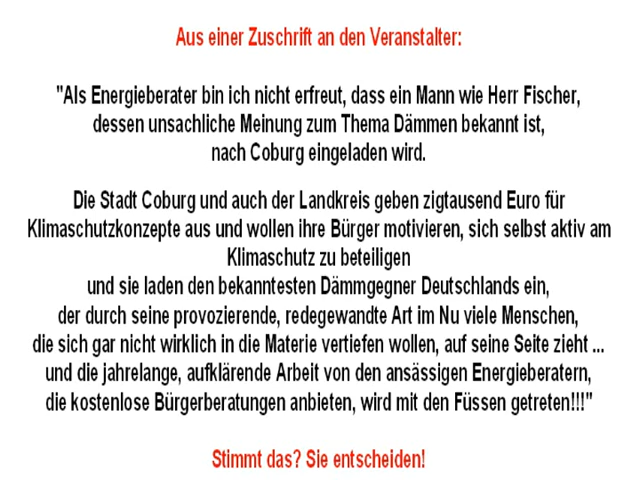 Aus einer Zuschrift an den Veranstalter:
"Als Energieberater bin ich nicht erfreut, dass ein Mann wie Herr Fischer,
dessen unsachliche Meinung zum Thema Dämmen bekannt ist,
nach Coburg eingeladen wird.
Die Stadt Coburg und auch der Landkreis geben zigtausend Euro für
Klimaschutzkonzepte aus und wollen ihre Bürger motivieren, sich selbst aktiv am
Klimaschutz zu beteiligen
und sie laden den bekanntesten Dämmgegner Deutschlands ein,
der durch seine provozierende, redegewandte Art im Nu viele Menschen,
die sich gar nicht wirklich in die Materie vertiefen wollen, auf seine Seite zieht ...
und die jahrelange, aufklärende Arbeit von den ansässigen Energieberatern,
die kostenlose Bürgerberatungen anbieten, wird mit den Füssen getreten!!!"
Stimmt das? Sie entscheiden!